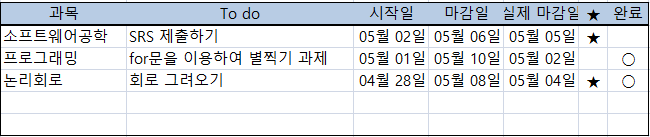 과목 To do 시작일 마감일 실제 마감일 ★ 완료
소프트웨어공학 SRS 제출하기 05월 02일 05월 06일 05월 05일 ★
프로그래밍 for문을 이용하여 별찍기 과제 05월 01일 05월 10일 05월 02일 ○
논리회로 회로 그려오기 04월 28일 05월 08일 05월 04일 ★ ○